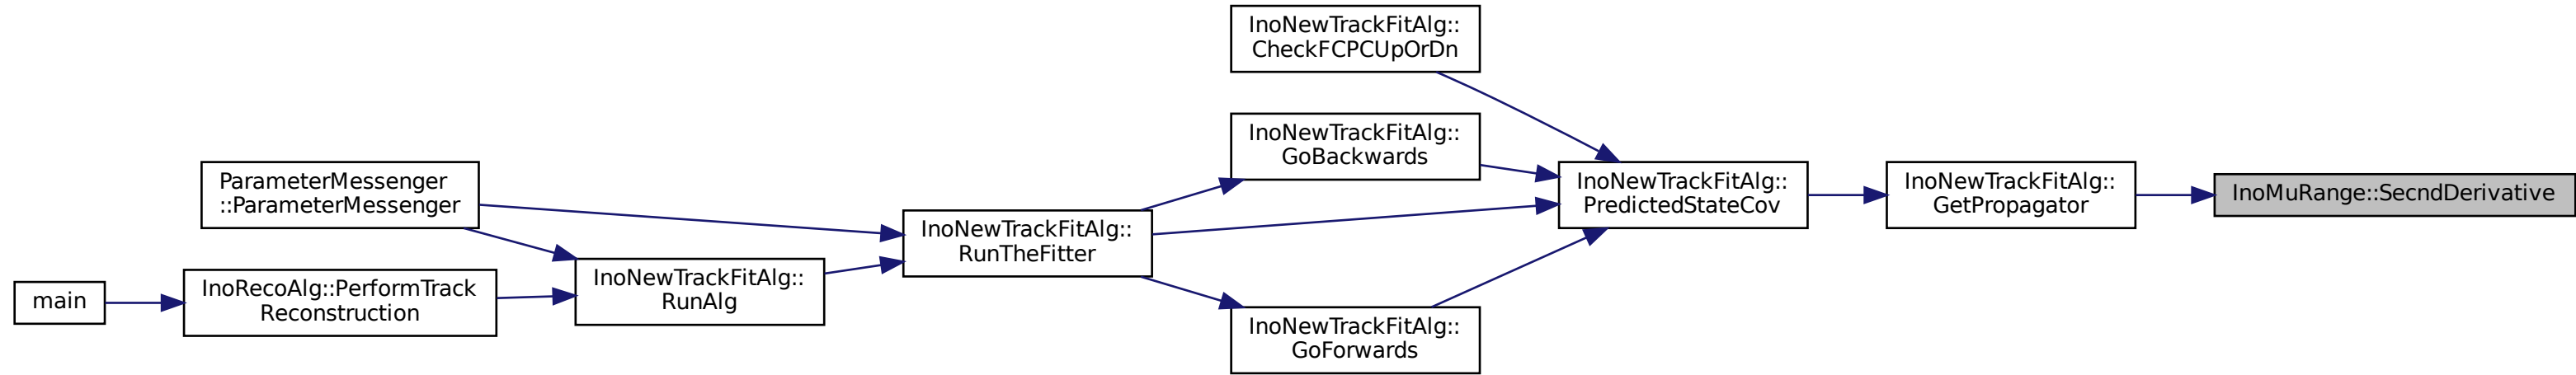 main
InoRecoAlg::PerformTrack
Reconstruction
ParameterMessenger
::ParameterMessenger
InoNewTrackFitAlg::
RunAlg
InoNewTrackFitAlg::
RunTheFitter
InoNewTrackFitAlg::
CheckFCPCUpOrDn
InoNewTrackFitAlg::
GoBackwards
InoNewTrackFitAlg::
GoForwards
InoNewTrackFitAlg::
PredictedStateCov
InoNewTrackFitAlg::
GetPropagator
InoMuRange::SecndDerivative